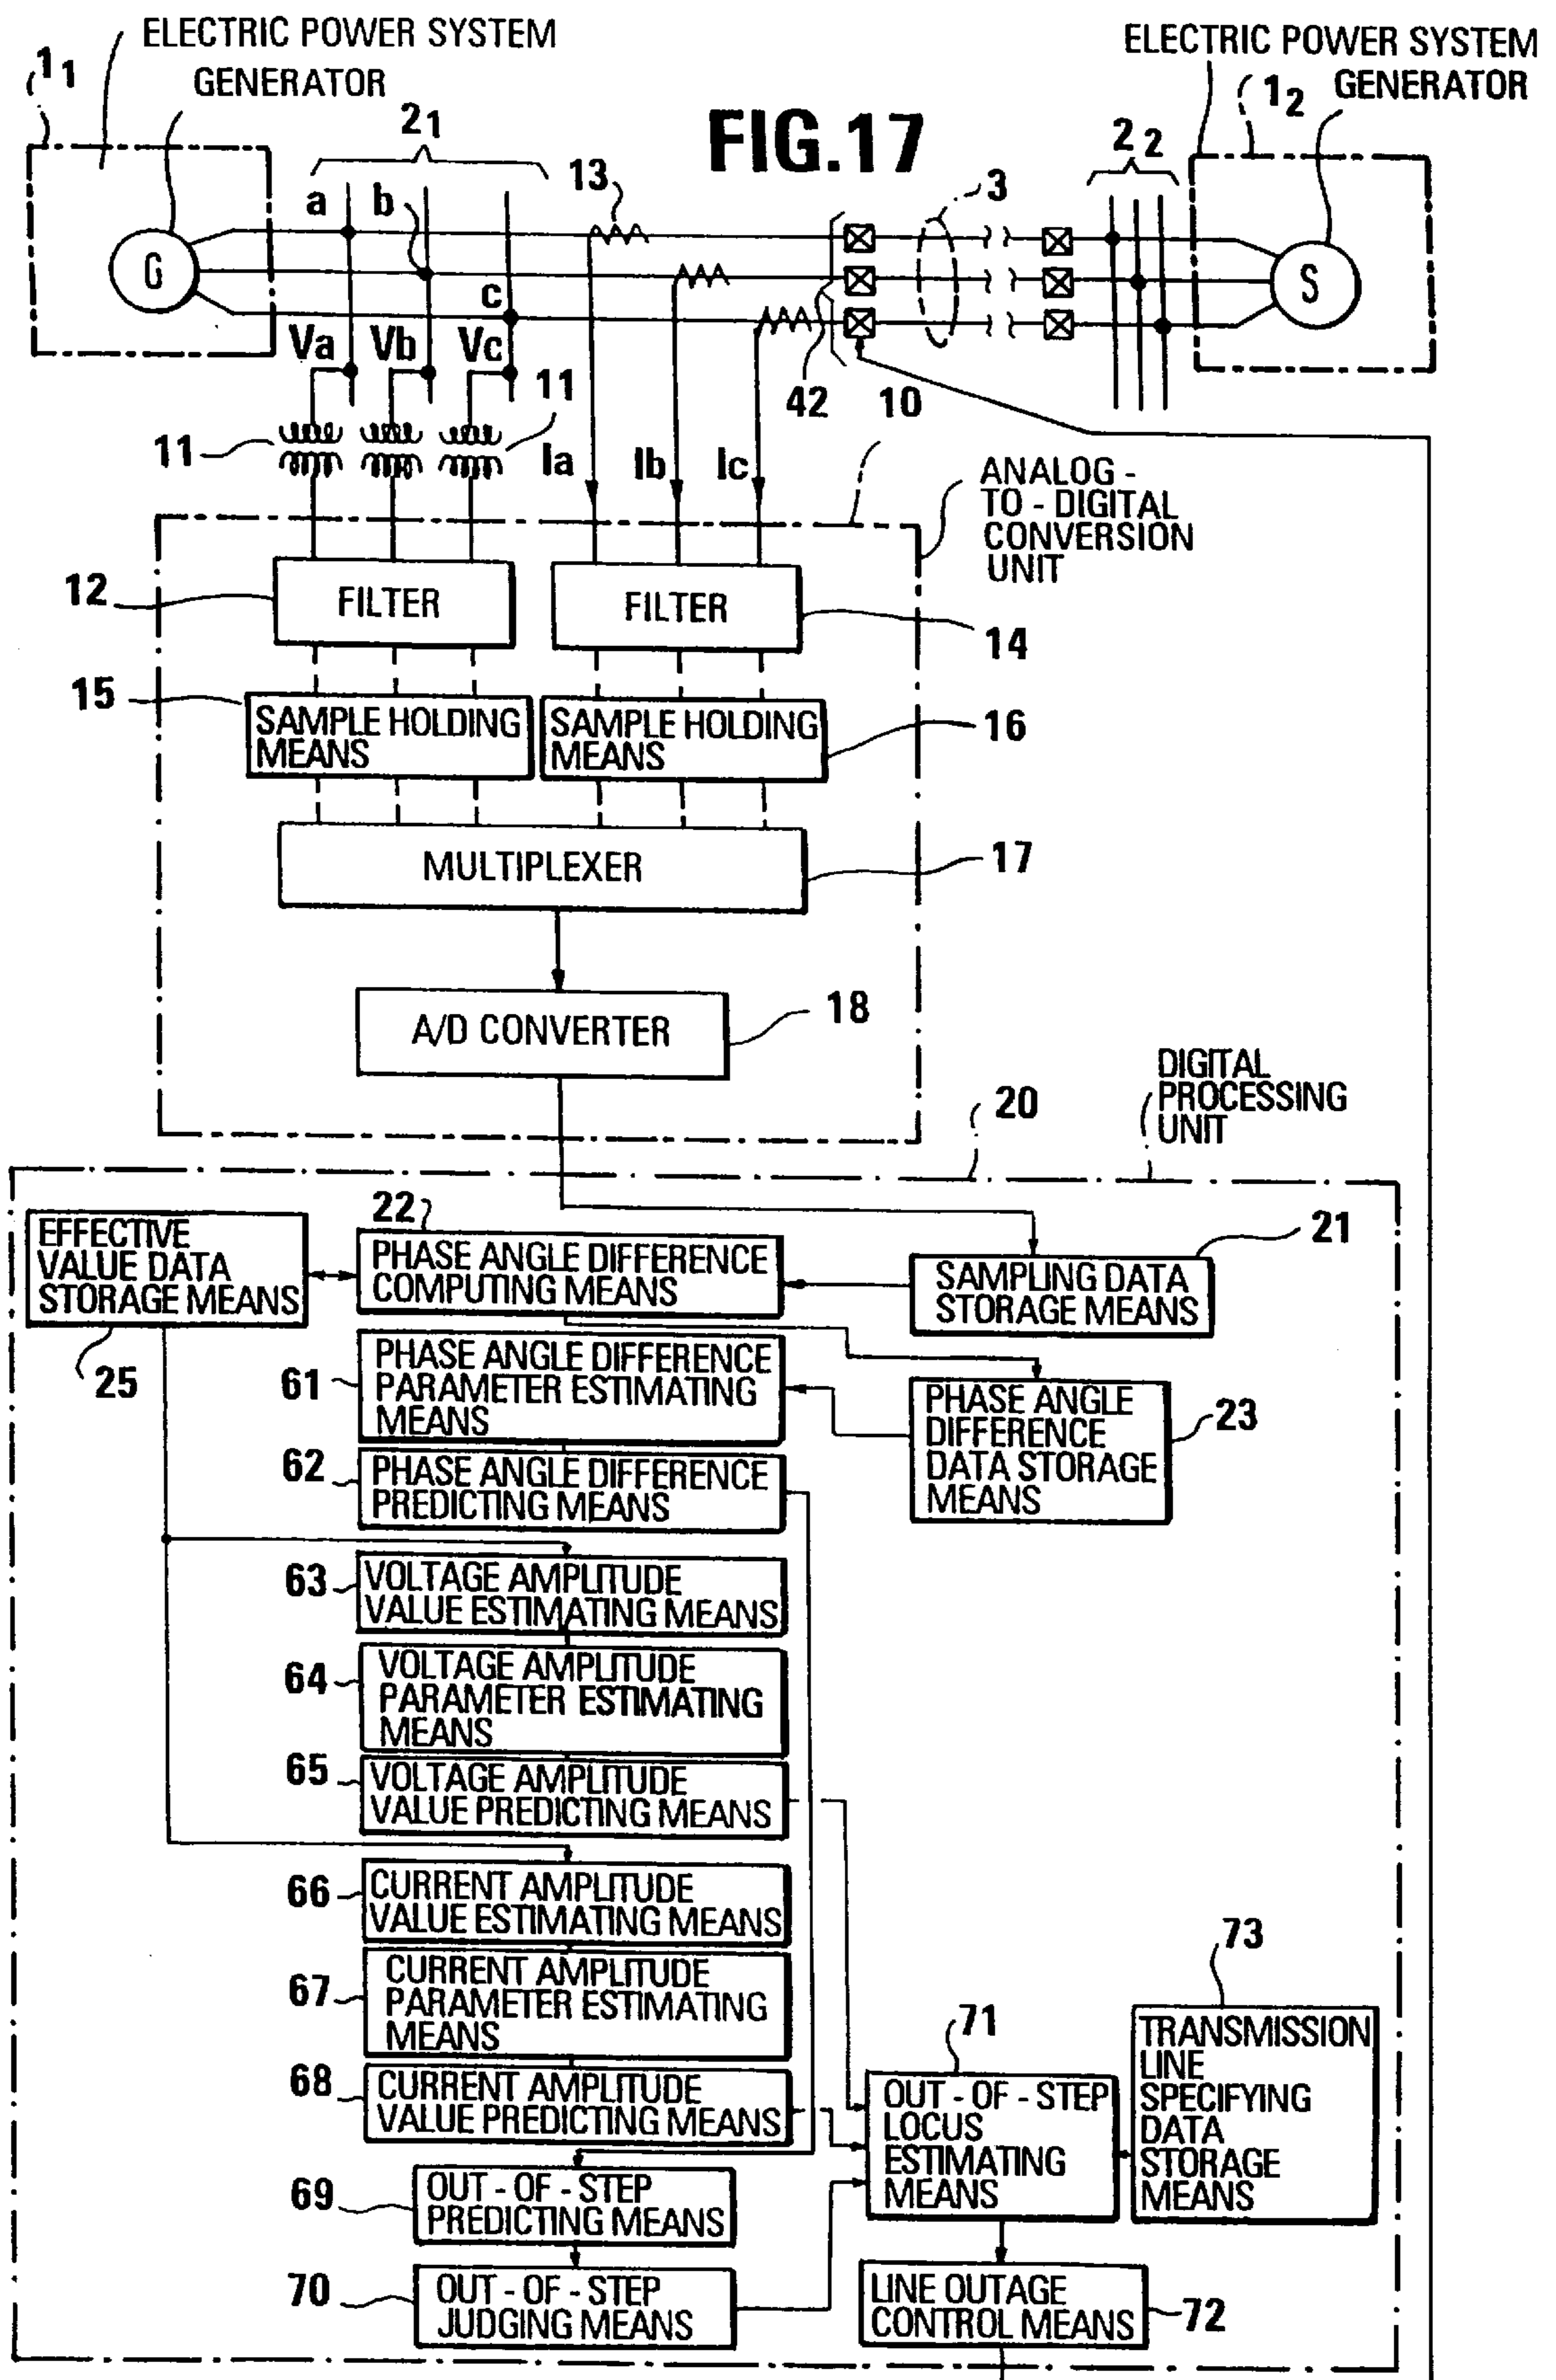 ELECTRIC POWER SYSTEM
GENERATOR
1₁
2₁
FIG.17
ELECTRIC POWER SYSTEM
GENERATOR
1₂
2₂
13
3
a
b
c
G
S
Va
Vb
Vc
42
10
11
11
Ia
Ib
Ic
ANALOG -
TO - DIGITAL
CONVERSION
UNIT
12
FILTER
FILTER
14
15
SAMPLE HOLDING
MEANS
SAMPLE HOLDING
MEANS
16
MULTIPLEXER
17
A/D CONVERTER
18
20
DIGITAL
PROCESSING
UNIT
EFFECTIVE
VALUE DATA
STORAGE MEANS
25
22
PHASE ANGLE DIFFERENCE
COMPUTING MEANS
21
SAMPLING DATA
STORAGE MEANS
61
PHASE ANGLE DIFFERENCE
PARAMETER ESTIMATING
MEANS
PHASE ANGLE
DIFFERENCE
DATA STORAGE
MEANS
23
62
PHASE ANGLE DIFFERENCE
PREDICTING MEANS
63
VOLTAGE AMPLITUDE
VALUE ESTIMATING MEANS
64
VOLTAGE AMPLITUDE
PARAMETER ESTIMATING
MEANS
65
VOLTAGE AMPLITUDE
VALUE PREDICTING MEANS
66
CURRENT AMPLITUDE
VALUE ESTIMATING MEANS
67
CURRENT AMPLITUDE
PARAMETER ESTIMATING
MEANS
68
CURRENT AMPLITUDE
VALUE PREDICTING MEANS
69
OUT - OF - STEP
PREDICTING MEANS
70
OUT - OF - STEP
JUDGING MEANS
71
OUT - OF - STEP
LOCUS
ESTIMATING
MEANS
73
TRANSMISSION
LINE
SPECIFYING
DATA
STORAGE
MEANS
LINE OUTAGE
CONTROL MEANS
72